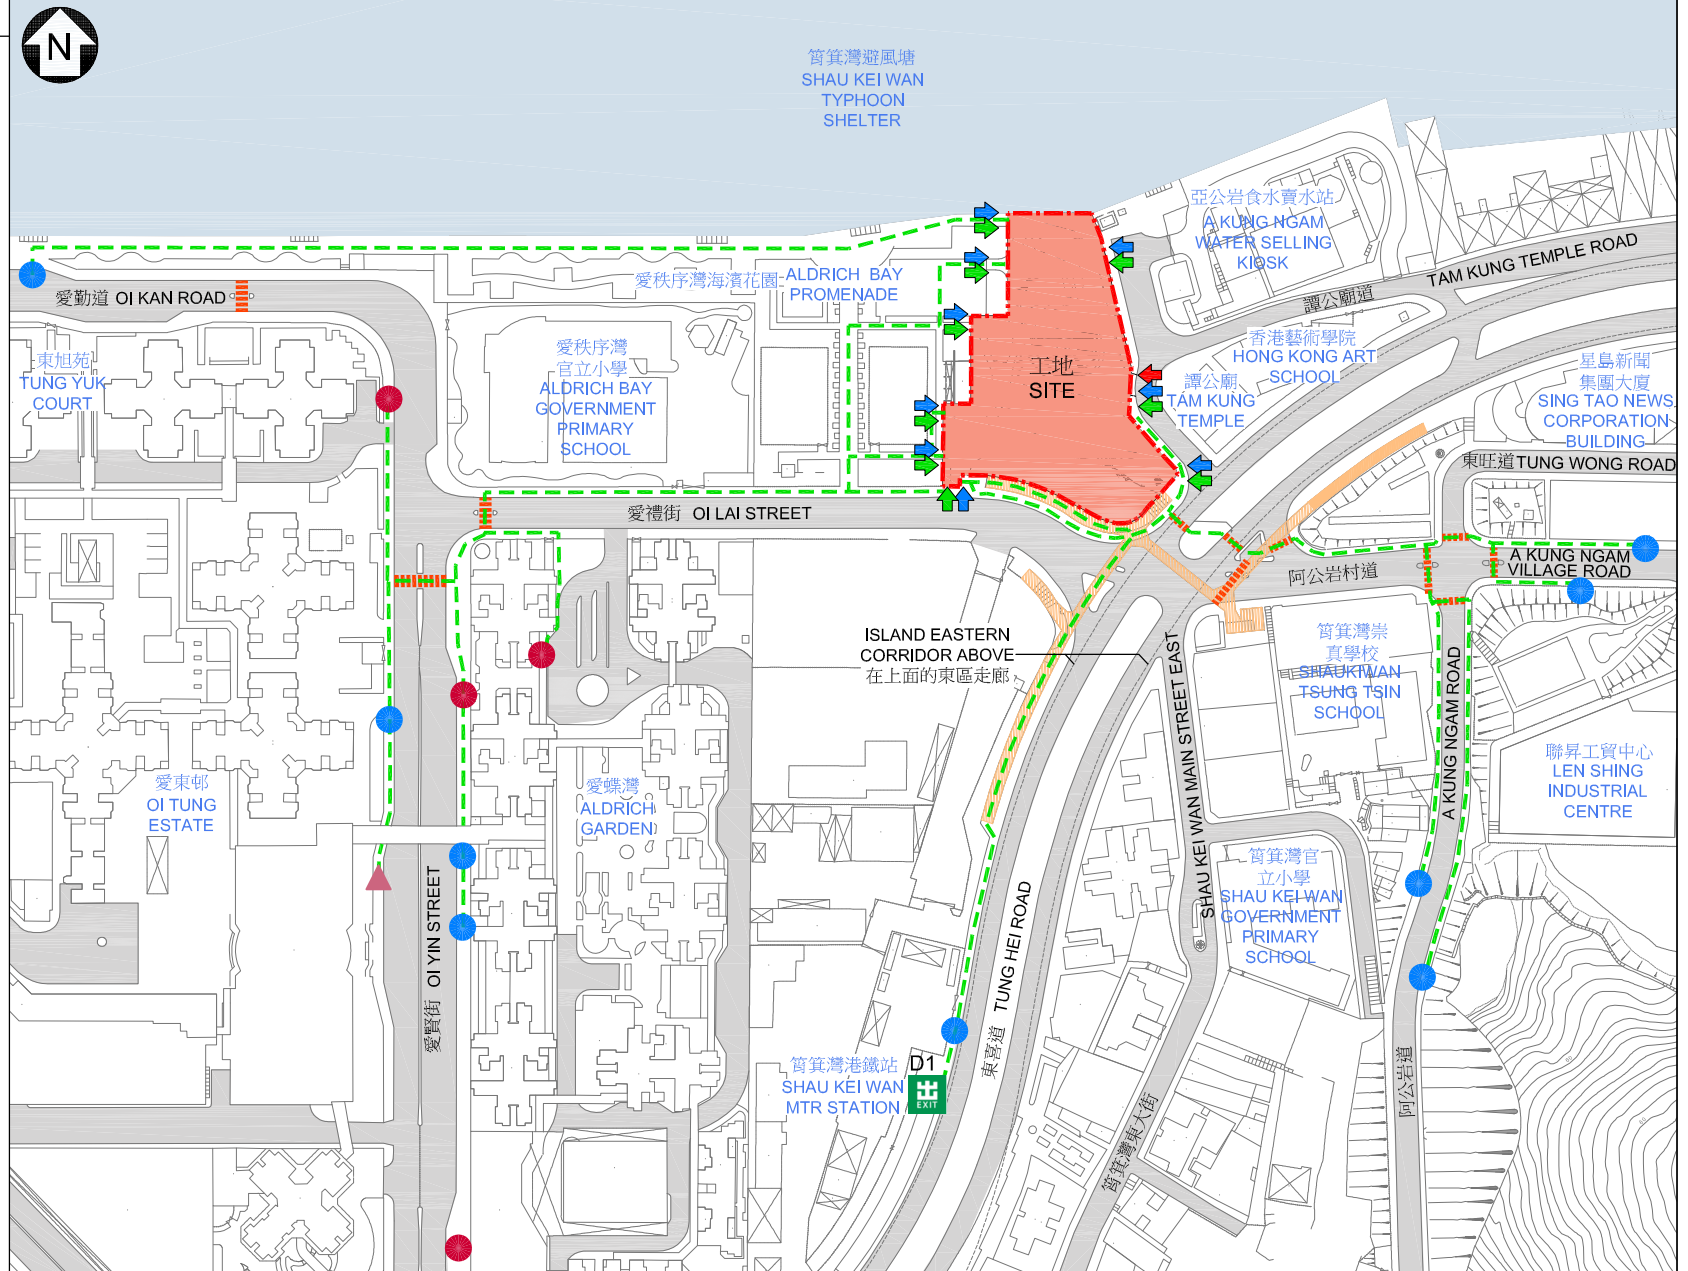 N
筲箕灣避風塘
SHAU KEI WAN
TYPHOON
SHELTER
亞公岩食水賣水站
A KUNG NGAM
WATER SELLING
KIOSK
TAM KUNG TEMPLE ROAD
譚公廟道
愛秩序灣海濱花園
ALDRICH BAY
PROMENADE
愛勤道 OI KAN ROAD
東旭苑
TUNG YUK
COURT
愛秩序灣
官立小學
ALDRICH BAY
GOVERNMENT
PRIMARY
SCHOOL
工地
SITE
香港藝術學院
HONG KONG ART
SCHOOL
譚公廟
TAM KUNG
TEMPLE
星島新聞
集團大廈
SING TAO NEWS
CORPORATION
BUILDING
東旺道 TUNG WONG ROAD
愛禮街 OI LAI STREET
阿公岩村道
A KUNG NGAM
VILLAGE ROAD
ISLAND EASTERN
CORRIDOR ABOVE
在上面的東區走廊
筲箕灣崇
真學校
SHAUKIWAN
TSUNG TSIN
SCHOOL
SHAU KEI WAN MAIN STREET EAST
A KUNG NGAM ROAD
聯昇工貿中心
LEN SHING
INDUSTRIAL
CENTRE
愛東邨
OI TUNG
ESTATE
愛蝶灣
ALDRICH
GARDEN
筲箕灣官
立小學
SHAU KEI WAN
GOVERNMENT
PRIMARY
SCHOOL
愛賢街 OI YIN STREET
東喜道 TUNG HEI ROAD
筲箕灣港鐵站
SHAU KEI WAN
MTR STATION
D1
出
EXIT
筲箕灣東大街
阿公岩道